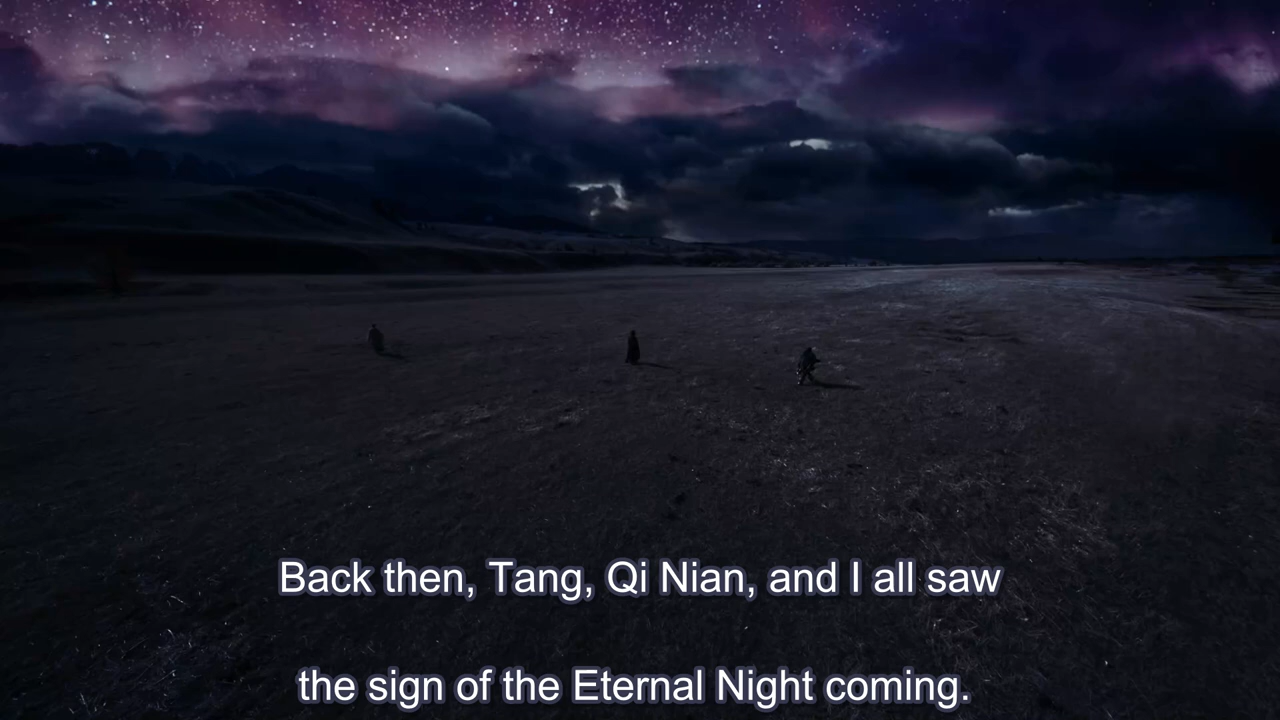 Back then, Tang, Qi Nian, and I all saw
the sign of the Eternal Night coming.